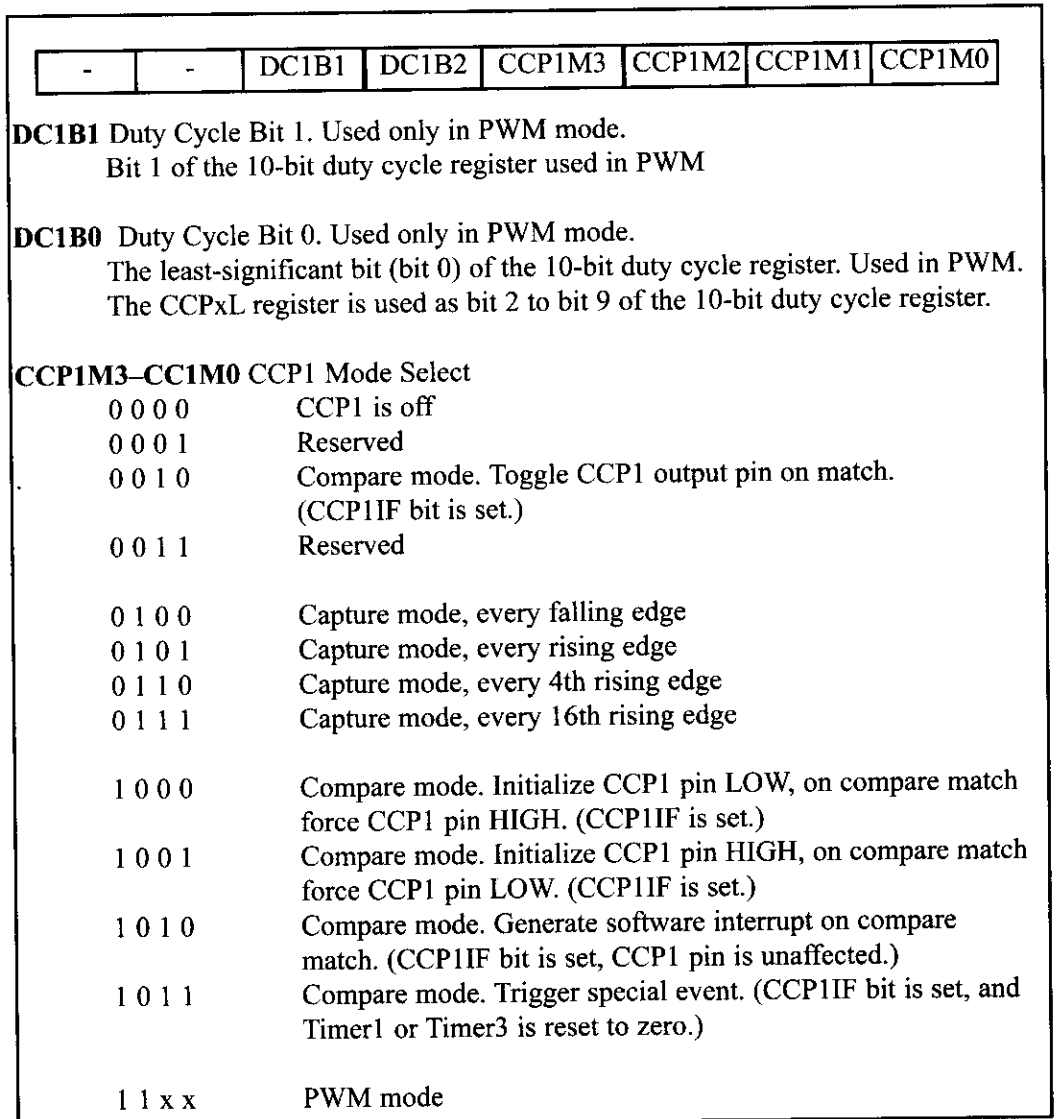 - - DC1B1 DC1B2 CCP1M3 CCP1M2 CCP1M1 CCP1M0
DC1B1 Duty Cycle Bit 1. Used only in PWM mode.
Bit 1 of the 10-bit duty cycle register used in PWM
DC1B0 Duty Cycle Bit 0. Used only in PWM mode.
The least-significant bit (bit 0) of the 10-bit duty cycle register. Used in PWM.
The CCPxL register is used as bit 2 to bit 9 of the 10-bit duty cycle register.
CCP1M3–CC1M0 CCP1 Mode Select
0 0 0 0 CCP1 is off
0 0 0 1 Reserved
0 0 1 0 Compare mode. Toggle CCP1 output pin on match.
(CCP1IF bit is set.)
0 0 1 1 Reserved
0 1 0 0 Capture mode, every falling edge
0 1 0 1 Capture mode, every rising edge
0 1 1 0 Capture mode, every 4th rising edge
0 1 1 1 Capture mode, every 16th rising edge
1 0 0 0 Compare mode. Initialize CCP1 pin LOW, on compare match
force CCP1 pin HIGH. (CCP1IF is set.)
1 0 0 1 Compare mode. Initialize CCP1 pin HIGH, on compare match
force CCP1 pin LOW. (CCP1IF is set.)
1 0 1 0 Compare mode. Generate software interrupt on compare
match. (CCP1IF bit is set, CCP1 pin is unaffected.)
1 0 1 1 Compare mode. Trigger special event. (CCP1IF bit is set, and
Timer1 or Timer3 is reset to zero.)
1 1 x x PWM mode